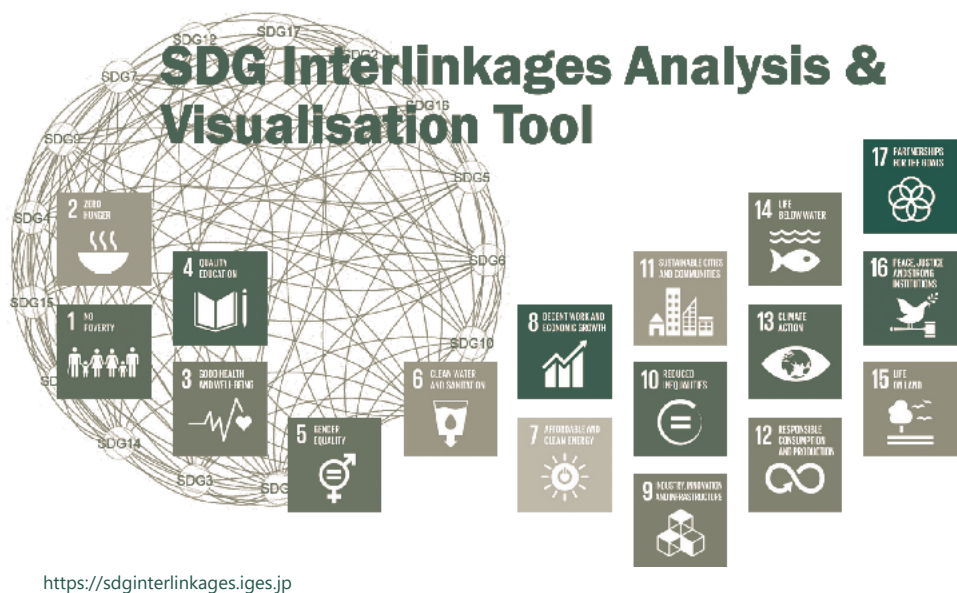 SDG12
SDG17
SDG2
SDG7
SDG Interlinkages Analysis &
SDG16
Visualisation Tool
SDG9
SDG5
SDG4
SDG6
SDG15
SDG10
SDG14
SDG3
2 ZERO
HUNGER
1 NO
POVERTY
4 QUALITY
EDUCATION
3 GOOD HEALTH
AND WELL-BEING
5 GENDER
EQUALITY
6 CLEAN WATER
AND SANITATION
8 DECENT WORK AND
ECONOMIC GROWTH
7 AFFORDABLE AND
CLEAN ENERGY
11 SUSTAINABLE CITIES
AND COMMUNITIES
10 REDUCED
INEQUALITIES
9 INDUSTRY, INNOVATION
AND INFRASTRUCTURE
14 LIFE
BELOW WATER
13 CLIMATE
ACTION
12 RESPONSIBLE
CONSUMPTION
AND PRODUCTION
17 PARTNERSHIPS
FOR THE GOALS
16 PEACE, JUSTICE
AND STRONG
INSTITUTIONS
15 LIFE
ON LAND
https://sdginterlinkages.iges.jp